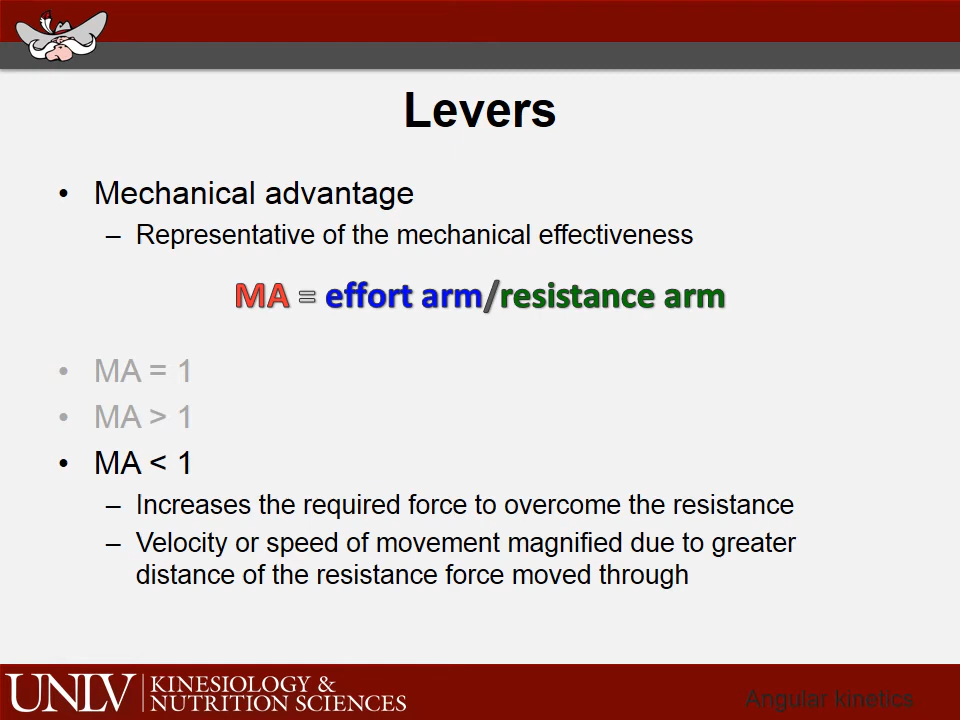 Levers
• Mechanical advantage
– Representative of the mechanical effectiveness
MA = effort arm/resistance arm
• MA = 1
• MA > 1
• MA < 1
– Increases the required force to overcome the resistance
– Velocity or speed of movement magnified due to greater
distance of the resistance force moved through
UNLV
KINESIOLOGY &
NUTRITION SCIENCES
Angular kinetics